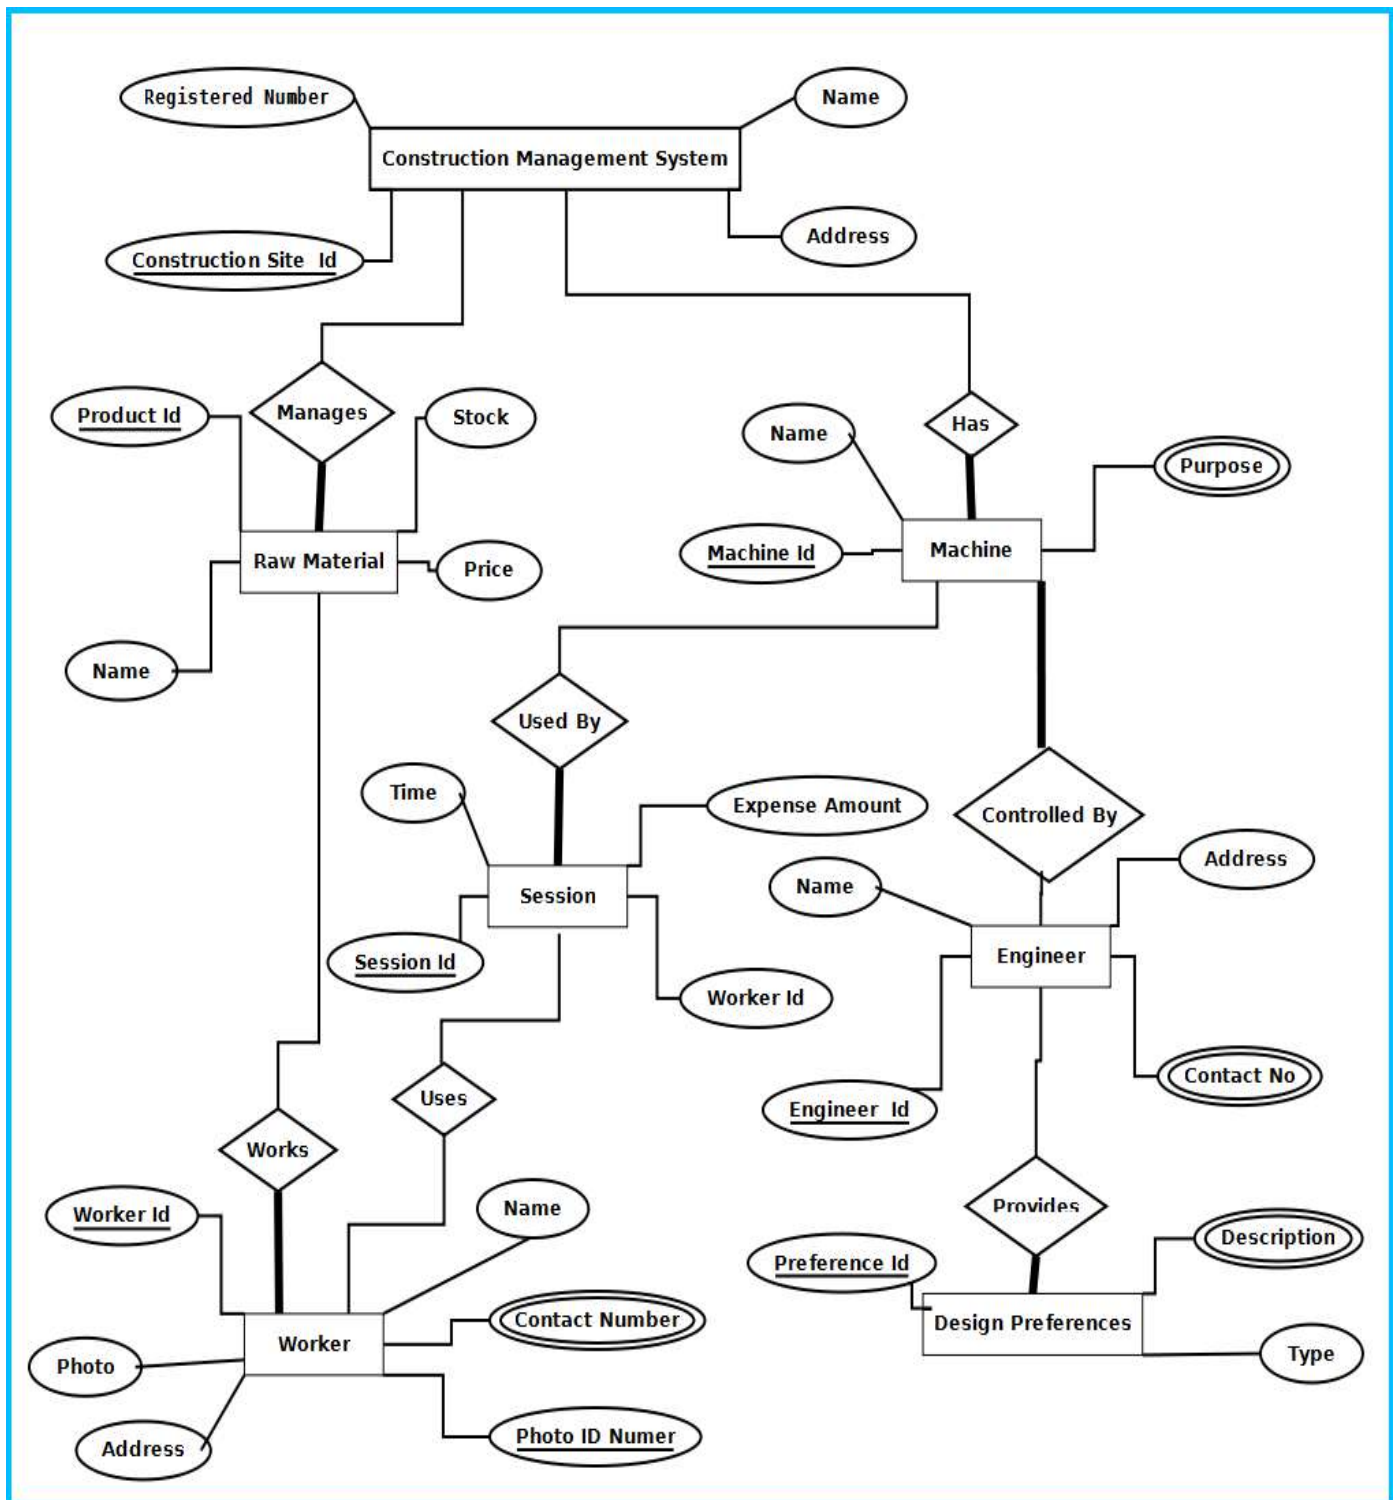 Registered Number
Name
Construction Management System
Address
Construction Site  Id
Manages
Product Id
Stock
Has
Name
Purpose
Machine Id
Machine
Raw Material
Price
Name
Used By
Time
Expense Amount
Controlled By
Address
Name
Session
Session Id
Engineer
Worker Id
Contact No
Uses
Engineer  Id
Works
Name
Worker Id
Provides
Description
Preference Id
Contact Number
Design Preferences
Worker
Type
Photo
Photo ID Numer
Address